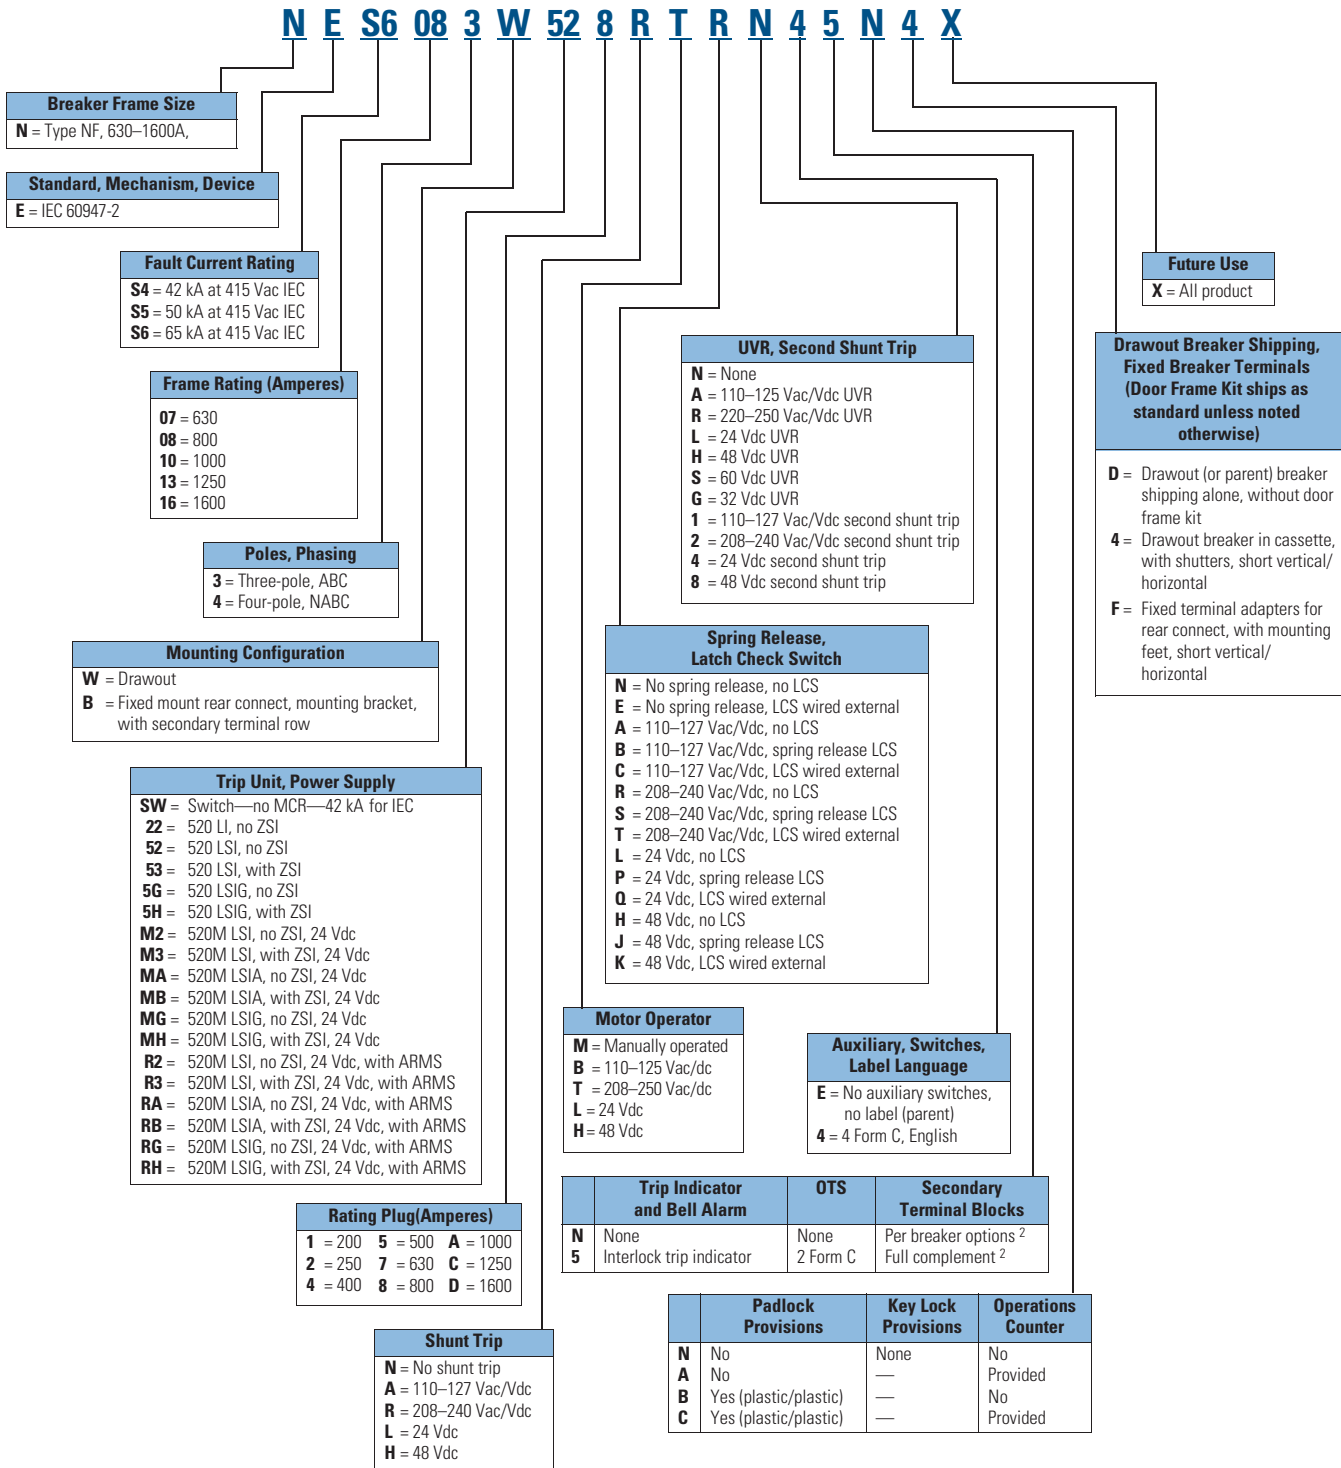 N E S6 08 3 W 52 8 R T R N 4 5 N 4 X
Breaker Frame Size
N = Type NF, 630–1600A,
Standard, Mechanism, Device
E = IEC 60947-2
Fault Current Rating
S4 = 42 kA at 415 Vac IEC
S5 = 50 kA at 415 Vac IEC
S6 = 65 kA at 415 Vac IEC
Frame Rating (Amperes)
07 = 630
08 = 800
10 = 1000
13 = 1250
16 = 1600
Poles, Phasing
3 = Three-pole, ABC
4 = Four-pole, NABC
Mounting Configuration
W = Drawout
B = Fixed mount rear connect, mounting bracket,
with secondary terminal row
Trip Unit, Power Supply
SW = Switch—no MCR—42 kA for IEC
22 = 520 LI, no ZSI
52 = 520 LSI, no ZSI
53 = 520 LSI, with ZSI
5G = 520 LSIG, no ZSI
5H = 520 LSIG, with ZSI
M2 = 520M LSI, no ZSI, 24 Vdc
M3 = 520M LSI, with ZSI, 24 Vdc
MA = 520M LSIA, no ZSI, 24 Vdc
MB = 520M LSIA, with ZSI, 24 Vdc
MG = 520M LSIG, no ZSI, 24 Vdc
MH = 520M LSIG, with ZSI, 24 Vdc
R2 = 520M LSI, no ZSI, 24 Vdc, with ARMS
R3 = 520M LSI, with ZSI, 24 Vdc, with ARMS
RA = 520M LSIA, no ZSI, 24 Vdc, with ARMS
RB = 520M LSIA, with ZSI, 24 Vdc, with ARMS
RG = 520M LSIG, no ZSI, 24 Vdc, with ARMS
RH = 520M LSIG, with ZSI, 24 Vdc, with ARMS
Rating Plug(Amperes)
1 = 200 5 = 500 A = 1000
2 = 250 7 = 630 C = 1250
4 = 400 8 = 800 D = 1600
Shunt Trip
N = No shunt trip
A = 110–127 Vac/Vdc
R = 208–240 Vac/Vdc
L = 24 Vdc
H = 48 Vdc
Motor Operator
M = Manually operated
B = 110–125 Vac/dc
T = 208–250 Vac/dc
L = 24 Vdc
H = 48 Vdc
Spring Release,
Latch Check Switch
N = No spring release, no LCS
E = No spring release, LCS wired external
A = 110–127 Vac/Vdc, no LCS
B = 110–127 Vac/Vdc, spring release LCS
C = 110–127 Vac/Vdc, LCS wired external
R = 208–240 Vac/Vdc, no LCS
S = 208–240 Vac/Vdc, spring release LCS
T = 208–240 Vac/Vdc, LCS wired external
L = 24 Vdc, no LCS
P = 24 Vdc, spring release LCS
Q = 24 Vdc, LCS wired external
H = 48 Vdc, no LCS
J = 48 Vdc, spring release LCS
K = 48 Vdc, LCS wired external
UVR, Second Shunt Trip
N = None
A = 110–125 Vac/Vdc UVR
R = 220–250 Vac/Vdc UVR
L = 24 Vdc UVR
H = 48 Vdc UVR
S = 60 Vdc UVR
G = 32 Vdc UVR
1 = 110–127 Vac/Vdc second shunt trip
2 = 208–240 Vac/Vdc second shunt trip
4 = 24 Vdc second shunt trip
8 = 48 Vdc second shunt trip
Auxiliary, Switches,
Label Language
E = No auxiliary switches,
no label (parent)
4 = 4 Form C, English
Trip Indicator
and Bell Alarm
OTS
Secondary
Terminal Blocks
N None None Per breaker options 2
5 Interlock trip indicator 2 Form C Full complement 2
Padlock
Provisions
Key Lock
Provisions
Operations
Counter
N No None No
A No — Provided
B Yes (plastic/plastic) — No
C Yes (plastic/plastic) — Provided
Drawout Breaker Shipping,
Fixed Breaker Terminals
(Door Frame Kit ships as
standard unless noted
otherwise)
D = Drawout (or parent) breaker
shipping alone, without door
frame kit
4 = Drawout breaker in cassette,
with shutters, short vertical/
horizontal
F = Fixed terminal adapters for
rear connect, with mounting
feet, short vertical/
horizontal
Future Use
X = All product